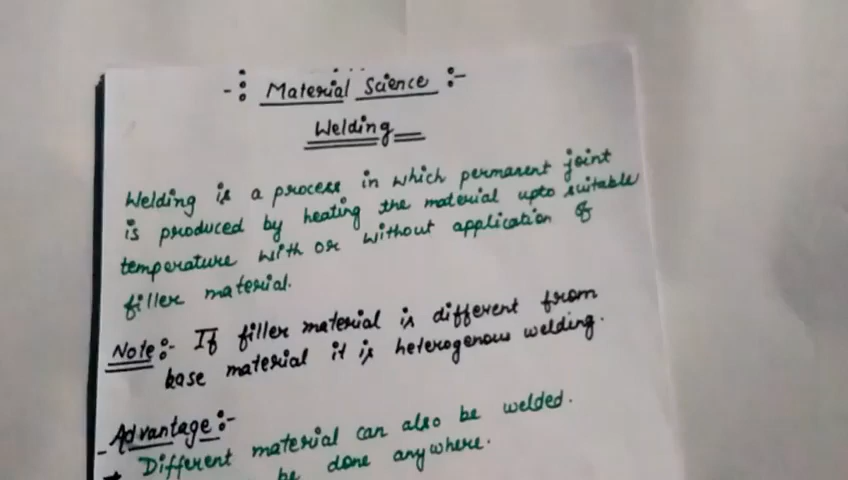 -: Material Science :-
Welding
Welding is a process in which permanent joint
is produced by heating the material upto suitable
temperature with or without application of
filler material.
Note:- If filler material is different from
base material it is heterogenous welding.
- Advantage:-
→ Different material can also be welded.
be done anywhere.